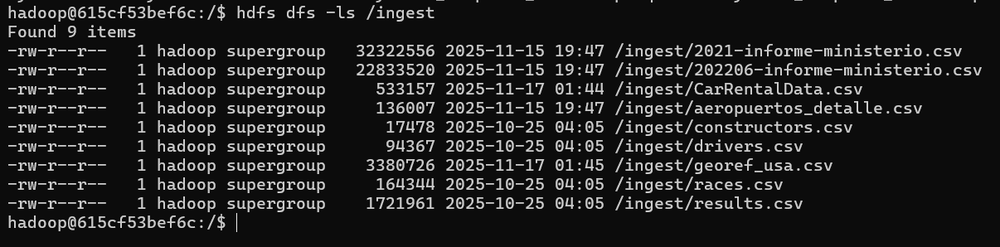 hadoop@615cf53bef6c:/$ hdfs dfs -ls /ingest
Found 9 items
-rw-r--r--   1 hadoop supergroup   32322556 2025-11-15 19:47 /ingest/2021-informe-ministerio.csv
-rw-r--r--   1 hadoop supergroup   22833520 2025-11-15 19:47 /ingest/202206-informe-ministerio.csv
-rw-r--r--   1 hadoop supergroup     533157 2025-11-17 01:44 /ingest/CarRentalData.csv
-rw-r--r--   1 hadoop supergroup     136007 2025-11-15 19:47 /ingest/aeropuertos_detalle.csv
-rw-r--r--   1 hadoop supergroup      17478 2025-10-25 04:05 /ingest/constructors.csv
-rw-r--r--   1 hadoop supergroup      94367 2025-10-25 04:05 /ingest/drivers.csv
-rw-r--r--   1 hadoop supergroup    3380726 2025-11-17 01:45 /ingest/georef_usa.csv
-rw-r--r--   1 hadoop supergroup     164344 2025-10-25 04:05 /ingest/races.csv
-rw-r--r--   1 hadoop supergroup    1721961 2025-10-25 04:05 /ingest/results.csv
hadoop@615cf53bef6c:/$